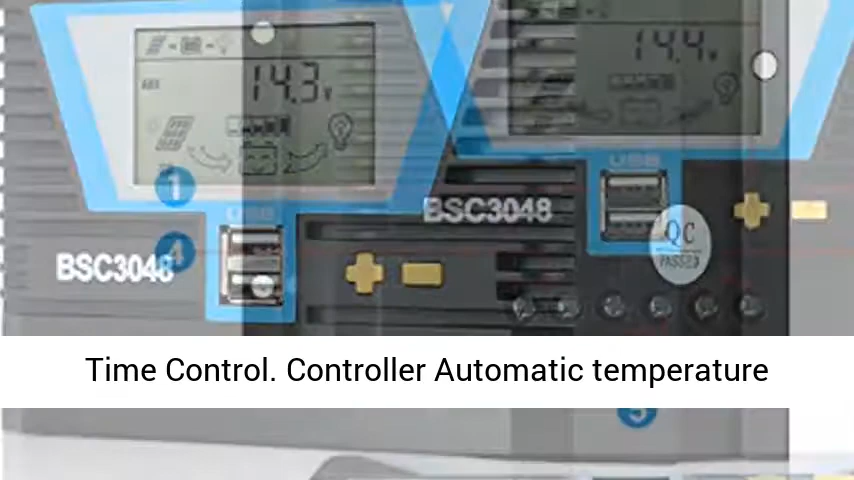 14.3v
14.4v
USB
1
BSC3048
USB
QC
PASSED
4
BSC3048
Time Control. Controller Automatic temperature
5